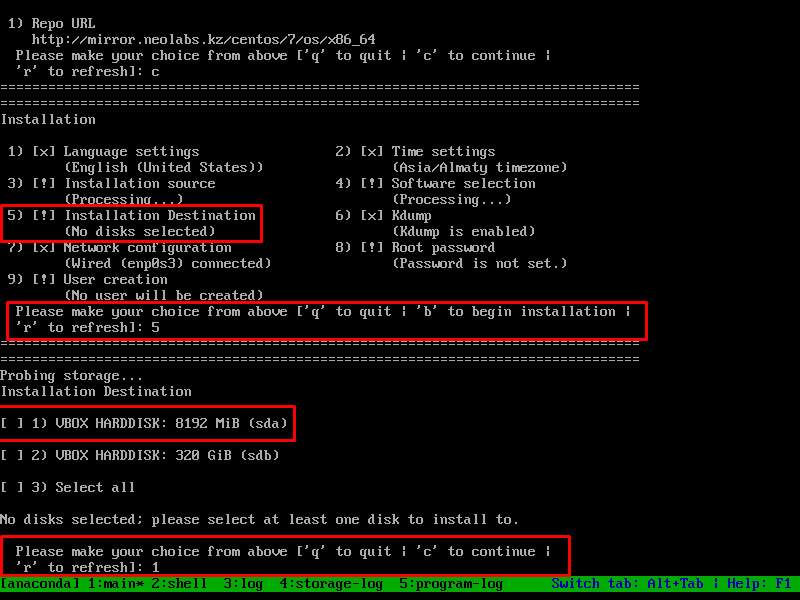 1) Repo URL
http://mirror.neolabs.kz/centos/7/os/x86_64
Please make your choice from above ['q' to quit | 'c' to continue |
'r' to refresh]: c
================================================================================
================================================================================
Installation
1) [x] Language settings 2) [x] Time settings
(English (United States)) (Asia/Almaty timezone)
3) [!] Installation source 4) [!] Software selection
(Processing...) (Processing...)
5) [!] Installation Destination 6) [x] Kdump
(No disks selected) (Kdump is enabled)
7) [x] Network configuration 8) [!] Root password
(Wired (enp0s3) connected) (Password is not set.)
9) [!] User creation
(No user will be created)
Please make your choice from above ['q' to quit | 'b' to begin installation |
'r' to refresh]: 5
================================================================================
================================================================================
Probing storage...
Installation Destination
[ ] 1) VBOX HARDDISK: 8192 MiB (sda)
[ ] 2) VBOX HARDDISK: 320 GiB (sdb)
[ ] 3) Select all
No disks selected; please select at least one disk to install to.
Please make your choice from above ['q' to quit | 'c' to continue |
'r' to refresh]: 1
[anaconda] 1:main* 2:shell 3:log 4:storage-log 5:program-log Switch tab: Alt+Tab | Help: F1